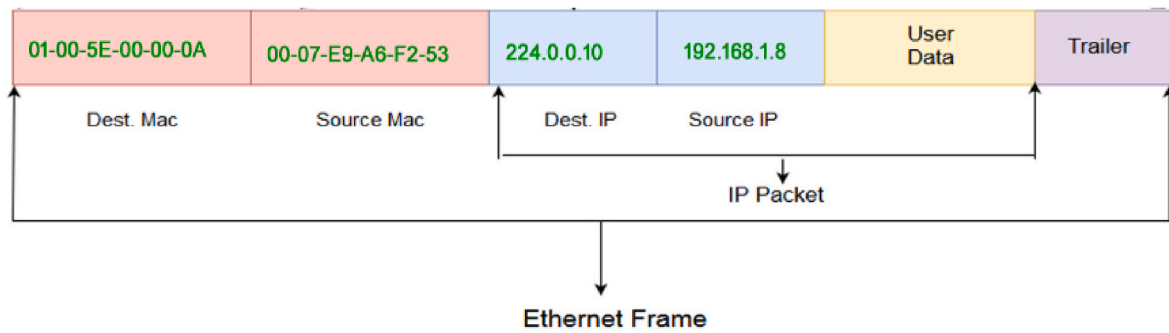 01-00-5E-00-00-0A
00-07-E9-A6-F2-53
224.0.0.10
192.168.1.8
User
Data
Trailer
Dest. Mac
Source Mac
Dest. IP
Source IP
IP Packet
Ethernet Frame